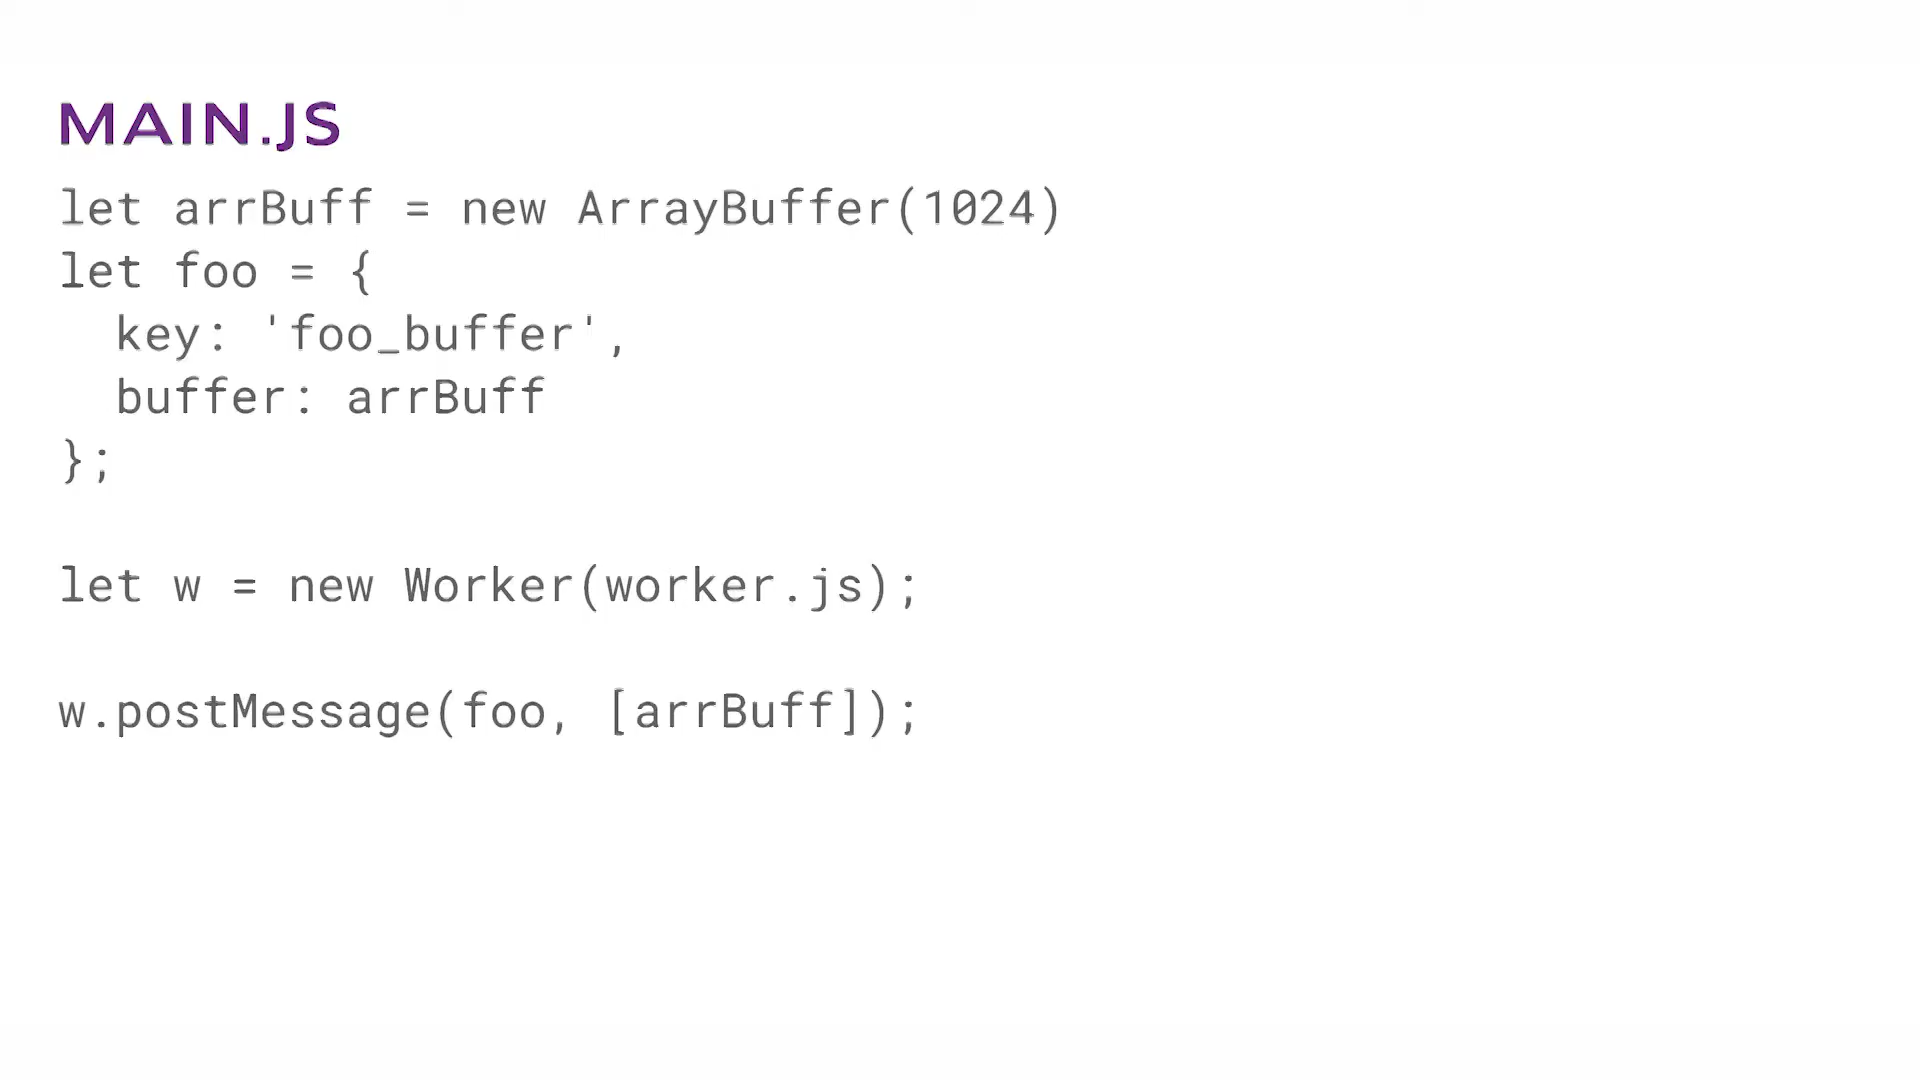 MAIN.JS
let arrBuff = new ArrayBuffer(1024)
let foo = {
  key: 'foo_buffer',
  buffer: arrBuff
};
let w = new Worker(worker.js);
w.postMessage(foo, [arrBuff]);